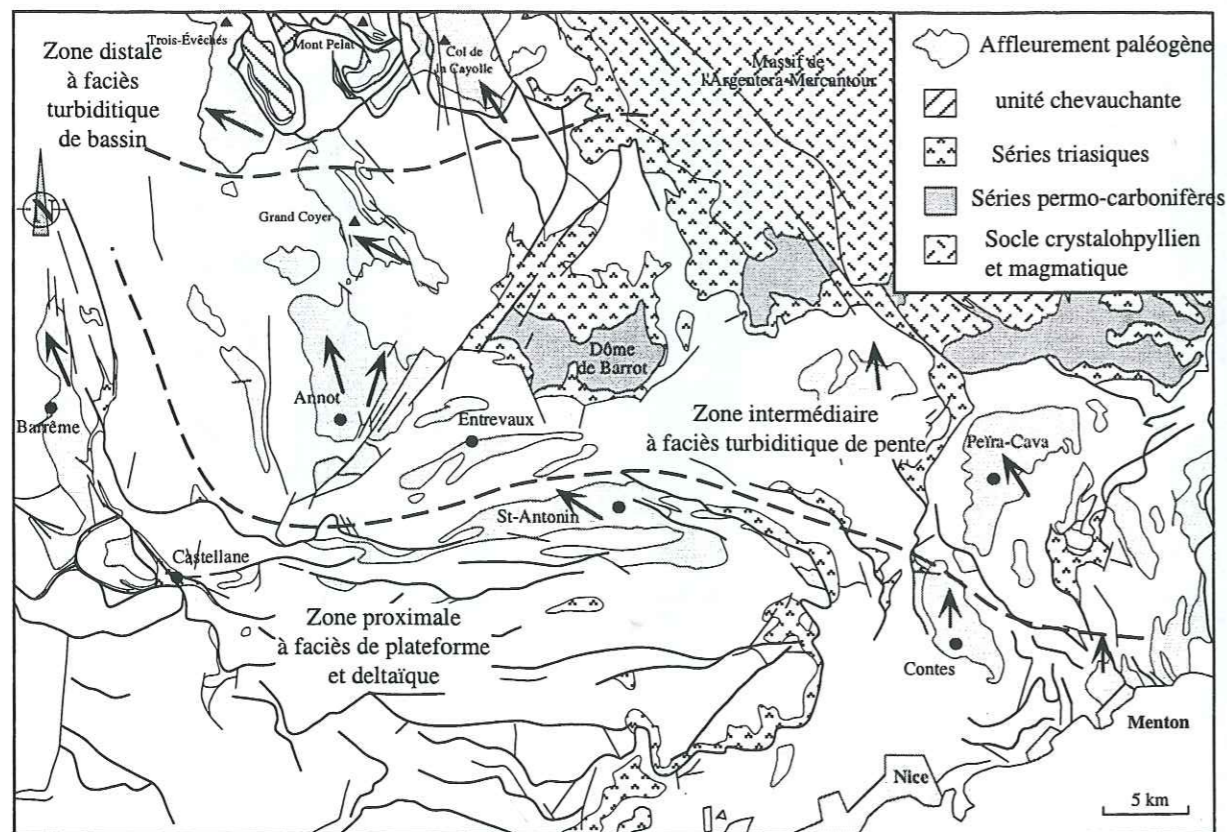 Trois-Évêchés
Mont Pelat
Col de
la Cayolle
Zone distale
à faciès
turbiditique
de bassin
Massif de
l'Argentera-Mercantour
Affleurement paléogène
unité chevauchante
Séries triasiques
Séries permo-carbonifères
Socle crystalohpyllien
et magmatique
N
Grand Coyer
Dôme
de Barrot
Annot
Barrême
Entrevaux
Zone intermédiaire
à faciès turbiditique de pente
Peïra-Cava
St-Antonin
Castellane
Zone proximale
à faciès de plateforme
et deltaïque
Contes
Menton
Nice
5 km